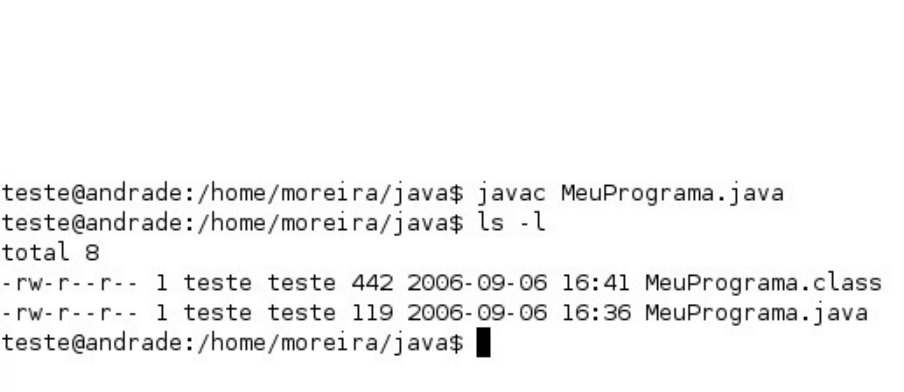 teste@andrade:/home/moreira/java$ javac MeuPrograma.java
teste@andrade:/home/moreira/java$ ls -l
total 8
-rw-r--r-- 1 teste teste 442 2006-09-06 16:41 MeuPrograma.class
-rw-r--r-- 1 teste teste 119 2006-09-06 16:36 MeuPrograma.java
teste@andrade:/home/moreira/java$